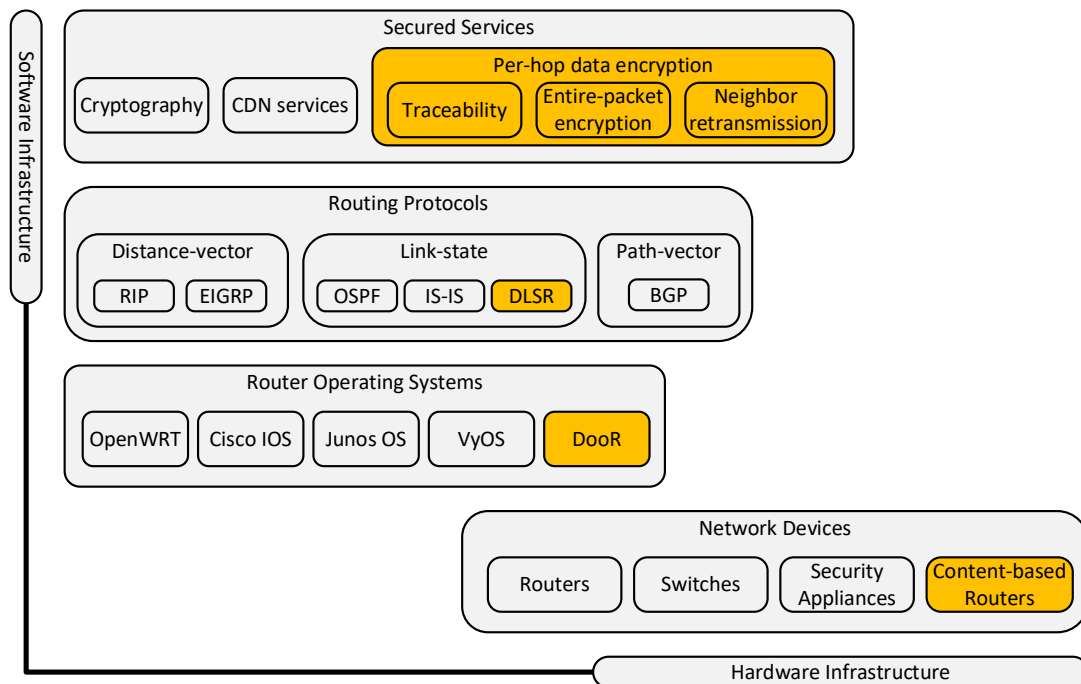 Software Infrastructure
Secured Services
Cryptography
CDN services
Per-hop data encryption
Traceability
Entire-packet
encryption
Neighbor
retransmission
Routing Protocols
Distance-vector
RIP
EIGRP
Link-state
OSPF
IS-IS
DLSR
Path-vector
BGP
Router Operating Systems
OpenWRT
Cisco IOS
Junos OS
VyOS
DooR
Network Devices
Routers
Switches
Security
Appliances
Content-based
Routers
Hardware Infrastructure